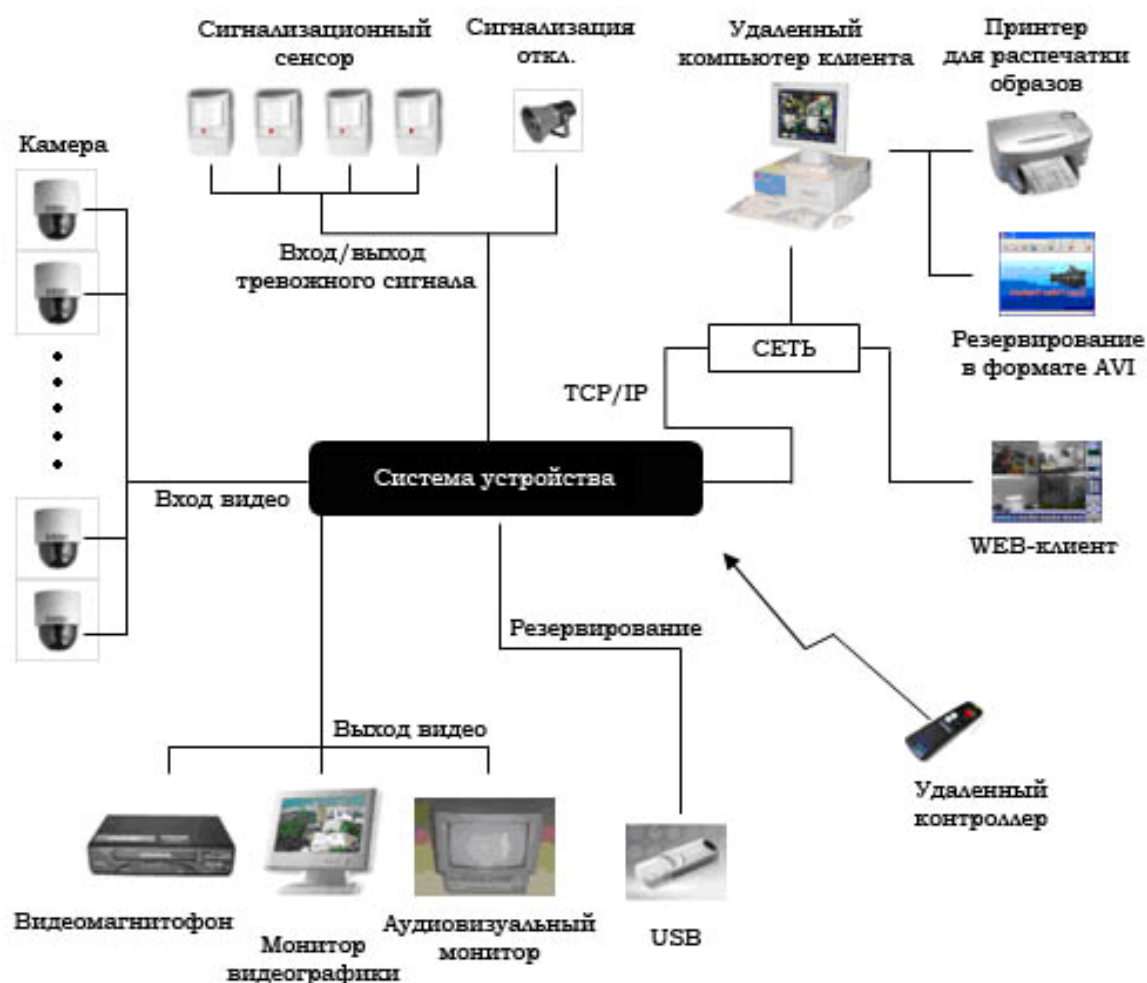 Сигнализационный
сенсор
Сигнализация
откл.
Удаленный
компьютер клиента
Принтер
для распечатки
образов
Камера
Вход/выход
тревожного сигнала
СЕТЬ
Резервирование
в формате AVI
TCP/IP
Система устройства
Вход видео
WEB-клиент
Резервирование
Выход видео
Удаленный
контроллер
Видеомагнитофон
Монитор
видеографики
Аудиовизуальный
монитор
USB